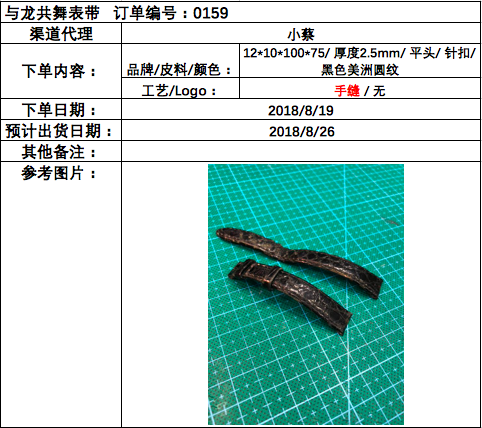 与龙共舞表带 订单编号：0159
渠道代理
小蔡
下单内容：
品牌/皮料/颜色：
12*10*100*75/ 厚度2.5mm/ 平头/ 针扣/
黑色美洲圆纹
工艺/Logo：
手缝 / 无
下单日期：
2018/8/19
预计出货日期：
2018/8/26
其他备注：
参考图片：